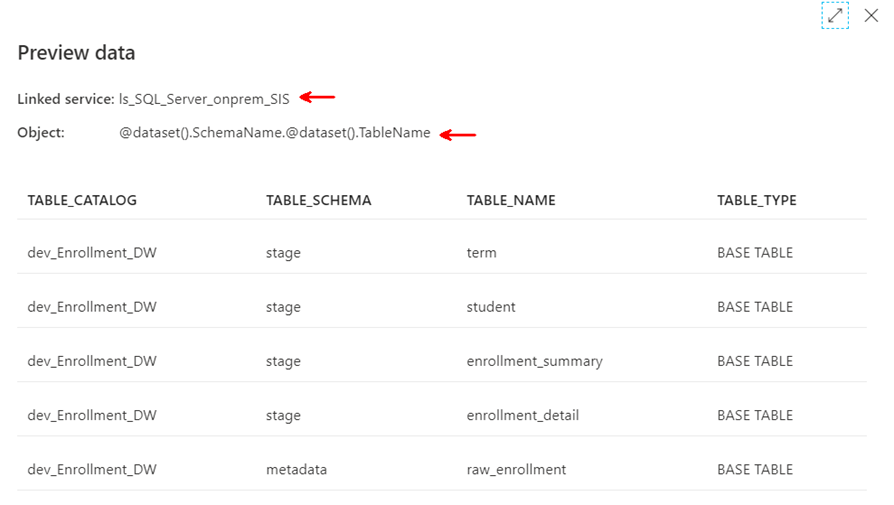 Preview data
Linked service: ls_SQL_Server_onprem_SIS
Object: @dataset().SchemaName.@dataset().TableName
TABLE_CATALOG TABLE_SCHEMA TABLE_NAME TABLE_TYPE
dev_Enrollment_DW stage term BASE TABLE
dev_Enrollment_DW stage student BASE TABLE
dev_Enrollment_DW stage enrollment_summary BASE TABLE
dev_Enrollment_DW stage enrollment_detail BASE TABLE
dev_Enrollment_DW metadata raw_enrollment BASE TABLE